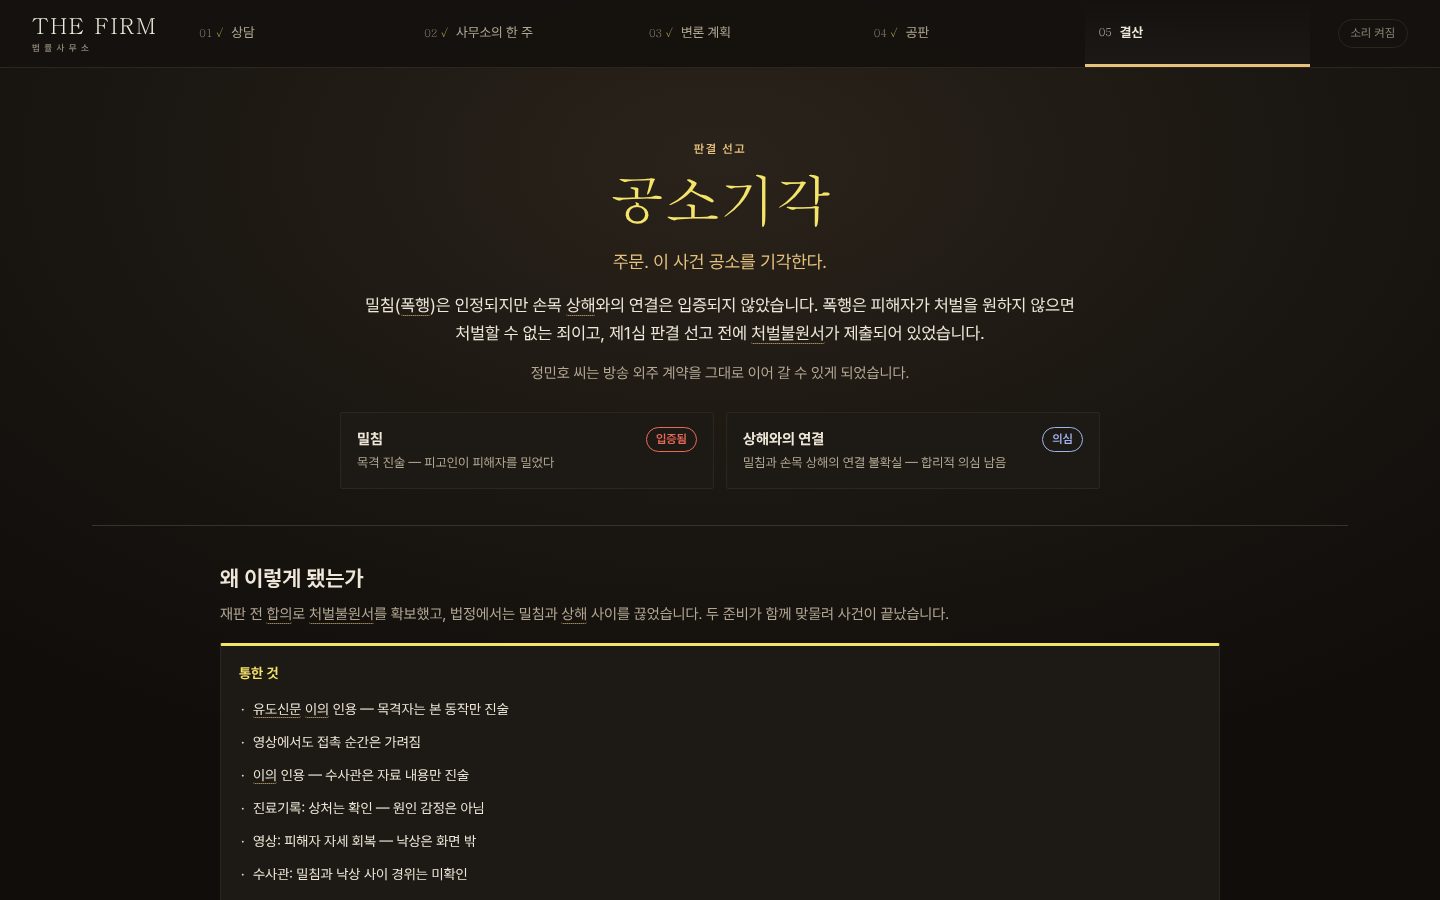 THE FIRM
법률사무소
01 ✓ 상담
02 ✓ 사무소의 한 주
03 ✓ 변론 계획
04 ✓ 공판
05 결산
소리 켜짐
판결 선고
공소기각
주문. 이 사건 공소를 기각한다.
밀침(폭행)은 인정되지만 손목 상해와의 연결은 입증되지 않았습니다. 폭행은 피해자가 처벌을 원하지 않으면
처벌할 수 없는 죄이고, 제1심 판결 선고 전에 처벌불원서가 제출되어 있었습니다.
정민호 씨는 방송 외주 계약을 그대로 이어 갈 수 있게 되었습니다.
밀침
입증됨
목격 진술 — 피고인이 피해자를 밀었다
상해와의 연결
의심
밀침과 손목 상해의 연결 불확실 — 합리적 의심 남음
왜 이렇게 됐는가
재판 전 합의로 처벌불원서를 확보했고, 법정에서는 밀침과 상해 사이를 끊었습니다. 두 준비가 함께 맞물려 사건이 끝났습니다.
통한 것
· 유도신문 이의 인용 — 목격자는 본 동작만 진술
· 영상에서도 접촉 순간은 가려짐
· 이의 인용 — 수사관은 자료 내용만 진술
· 진료기록: 상처는 확인 — 원인 감정은 아님
· 영상: 피해자 자세 회복 — 낙상은 화면 밖
· 수사관: 밀침과 낙상 사이 경위는 미확인